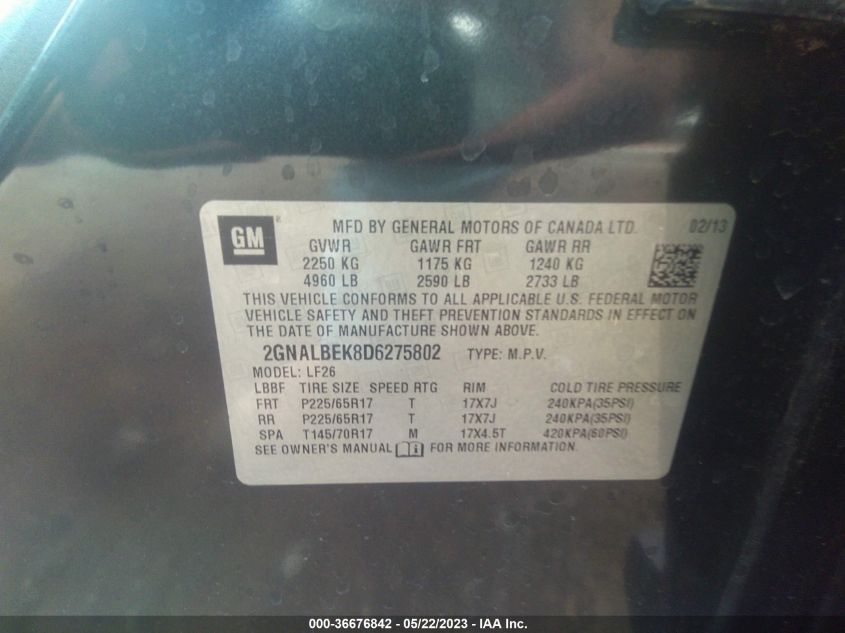 GM ® MFD BY GENERAL MOTORS OF CANADA LTD. 02/13
GVWR GAWR FRT GAWR RR
2250 KG 1175 KG 1240 KG
4960 LB 2590 LB 2733 LB
THIS VEHICLE CONFORMS TO ALL APPLICABLE U.S. FEDERAL MOTOR
VEHICLE SAFETY AND THEFT PREVENTION STANDARDS IN EFFECT ON
THE DATE OF MANUFACTURE SHOWN ABOVE.
2GNALBEK8D6275802 TYPE: M.P.V.
MODEL: LF26
LBBF TIRE SIZE SPEED RTG RIM COLD TIRE PRESSURE
FRT P225/65R17 T 17X7J 240KPA(35PSI)
RR P225/65R17 T 17X7J 240KPA(35PSI)
SPA T145/70R17 M 17X4.5T 420KPA(60PSI)
SEE OWNER'S MANUAL FOR MORE INFORMATION.
000-36676842 - 05/22/2023 - IAA Inc.